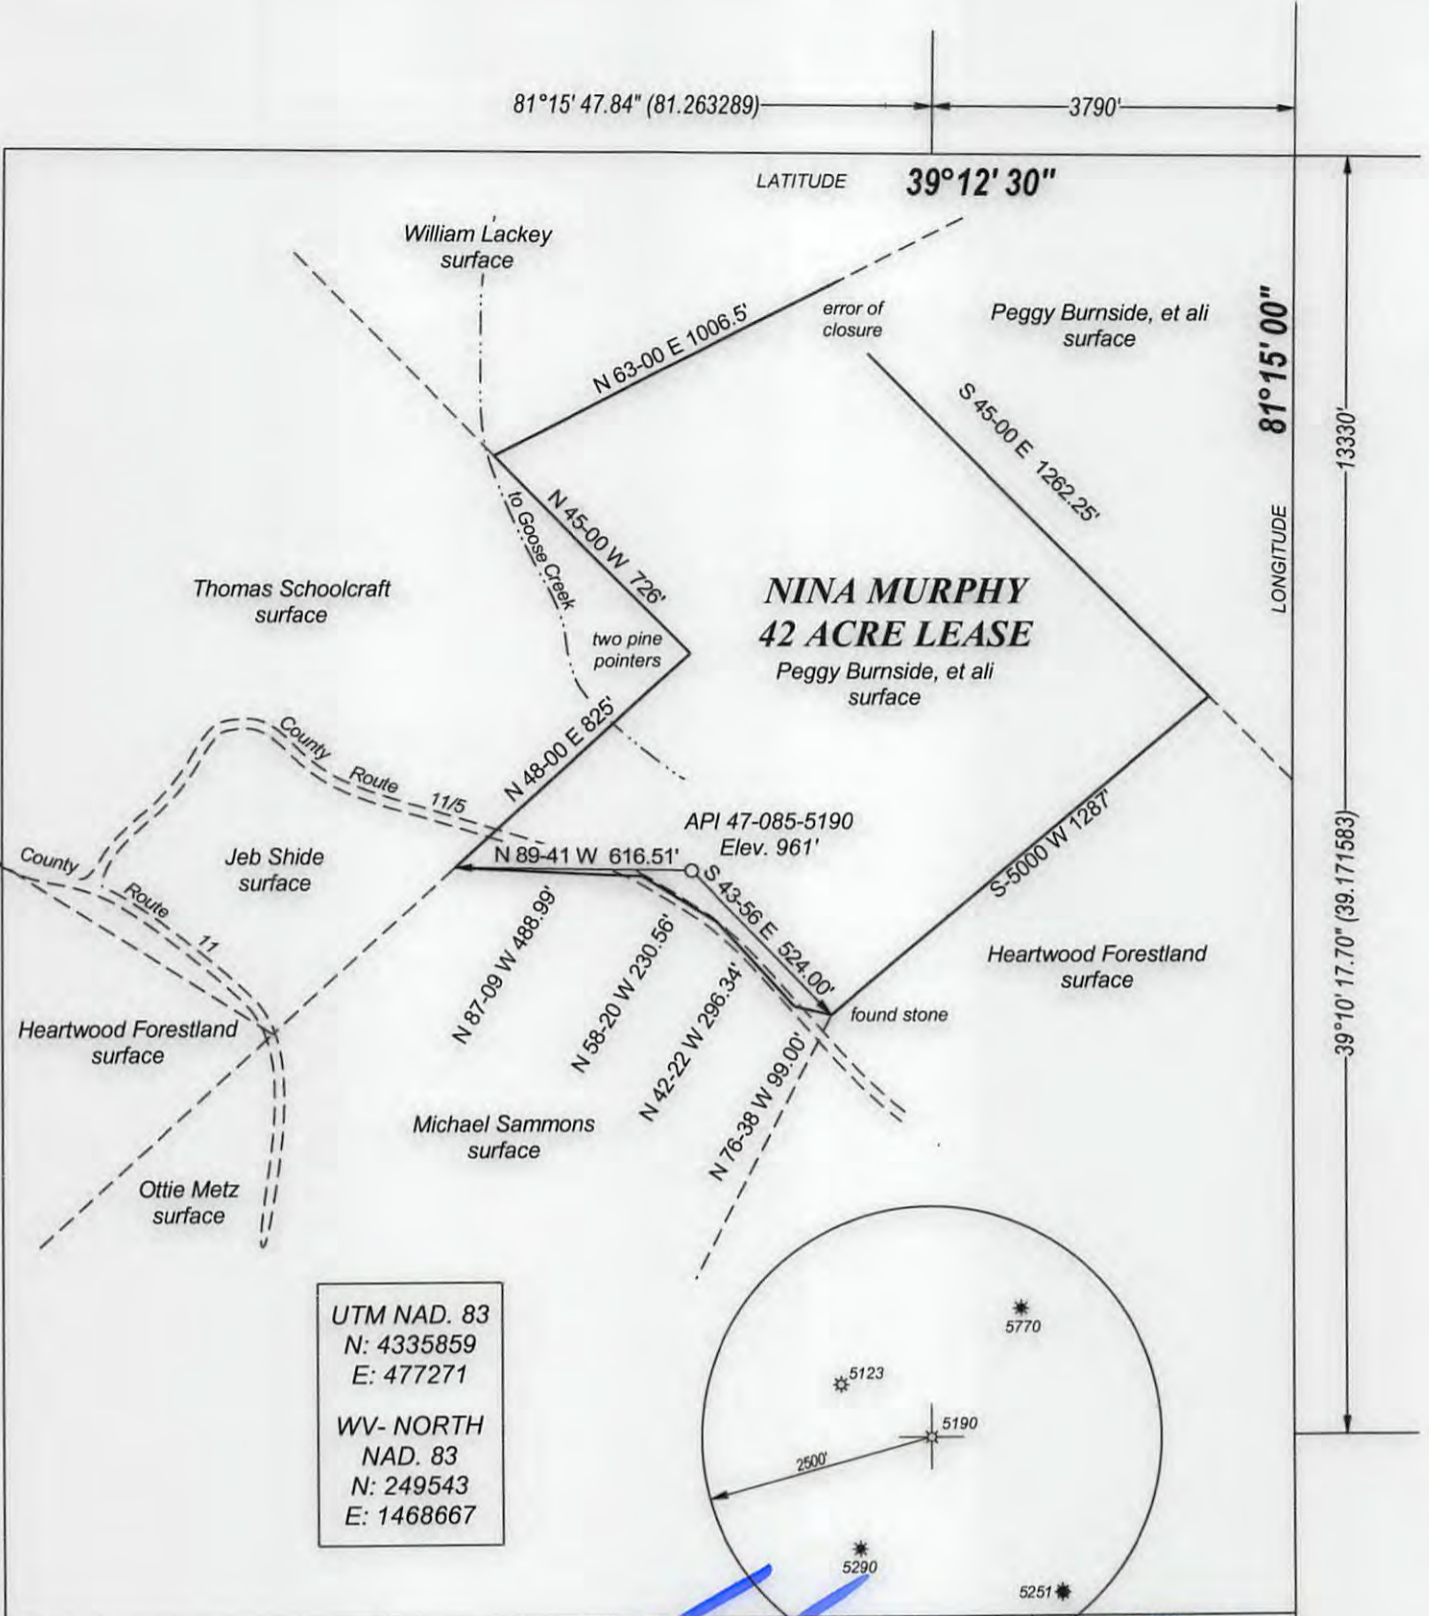 81°15' 47.84" (81.263289)
3790'
LATITUDE 39°12' 30"
William Lackey
surface
error of
closure
Peggy Burnside, et ali
surface
81°15' 00"
LONGITUDE
13330'
39°10' 17.70" (39.171583)
N 63-00 E 1006.5'
S 45-00 E 1262.25'
to Goose Creek
N 45-00 W 726'
Thomas Schoolcraft
surface
NINA MURPHY
42 ACRE LEASE
Peggy Burnside, et ali
surface
two pine
pointers
N 48-00 E 825'
County Route 11/5
API 47-085-5190
Elev. 961'
N 89-41 W 616.51'
S 43-56 E 524.00'
S-5000 W 1287'
County Route 11
Jeb Shide
surface
N 87-09 W 488.99'
N 58-20 W 230.56'
N 42-22 W 296.34'
N 76-38 W 99.00'
Heartwood Forestland
surface
found stone
Heartwood Forestland
surface
Michael Sammons
surface
Ottie Metz
surface
UTM NAD. 83
N: 4335859
E: 477271
WV- NORTH
NAD. 83
N: 249543
E: 1468667
5770
5123
5190
2500'
5290
5251